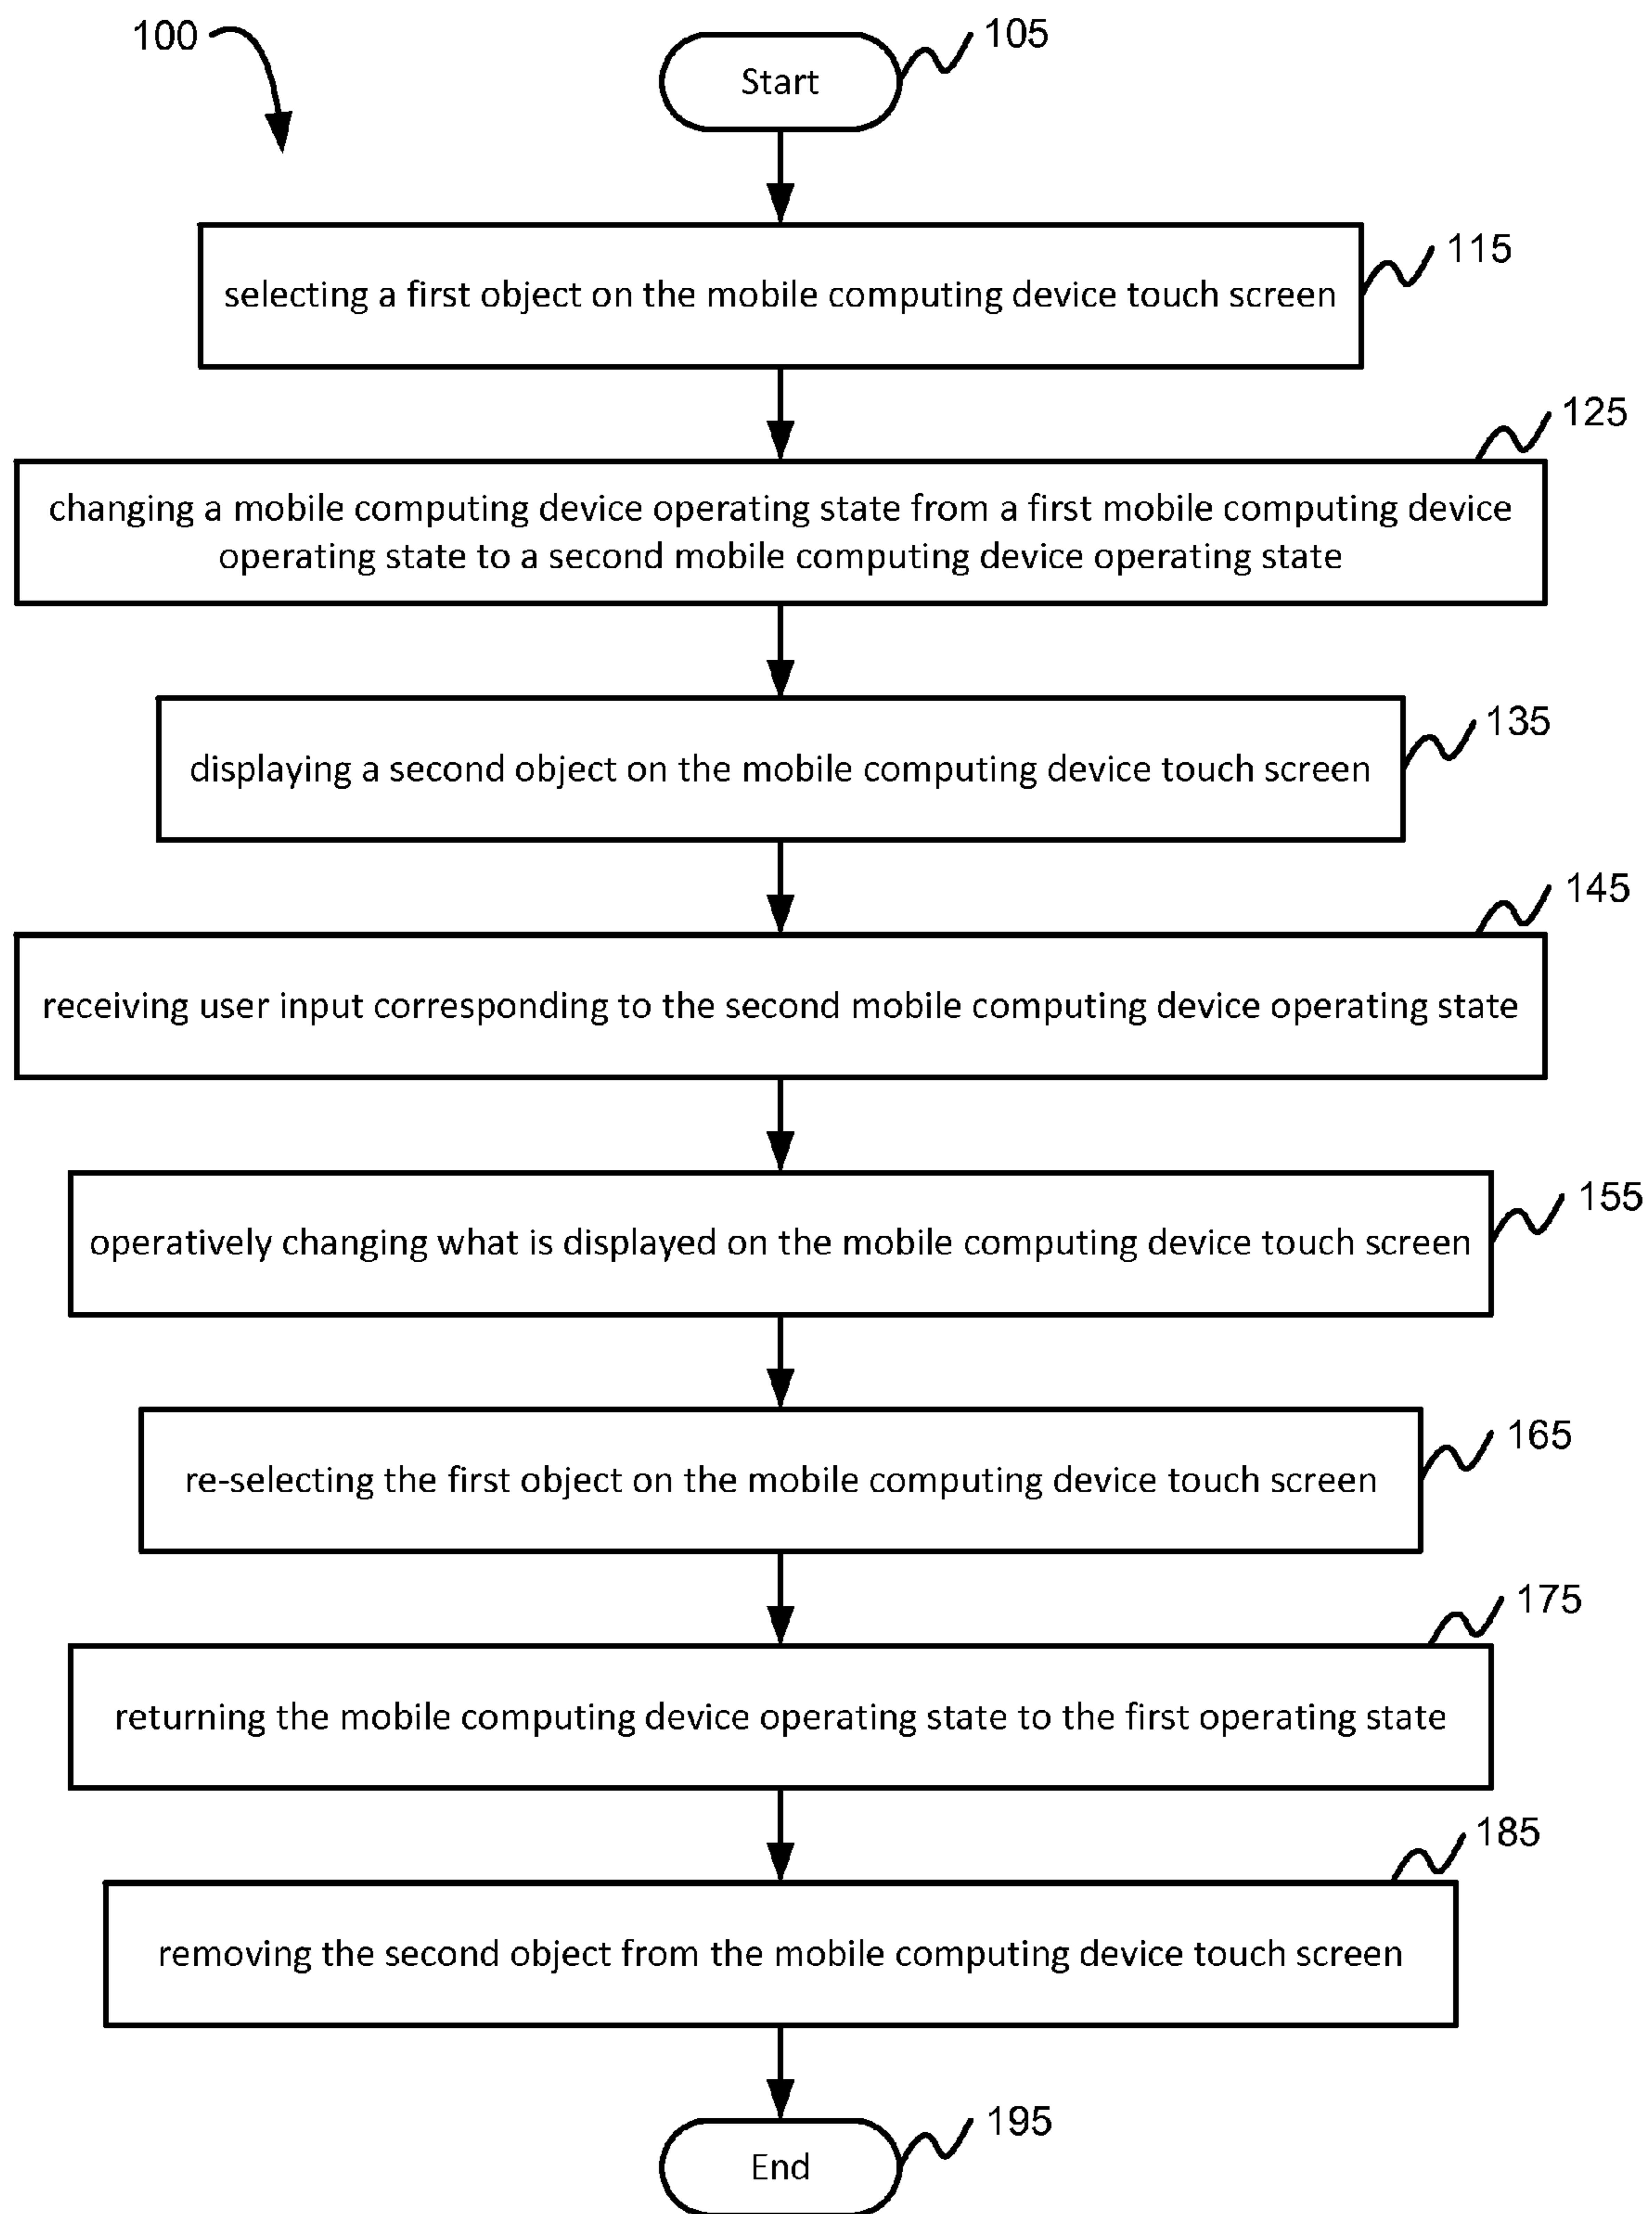 100
105
Start
115
selecting a first object on the mobile computing device touch screen
125
changing a mobile computing device operating state from a first mobile computing device
operating state to a second mobile computing device operating state
135
displaying a second object on the mobile computing device touch screen
145
receiving user input corresponding to the second mobile computing device operating state
155
operatively changing what is displayed on the mobile computing device touch screen
165
re-selecting the first object on the mobile computing device touch screen
175
returning the mobile computing device operating state to the first operating state
185
removing the second object from the mobile computing device touch screen
195
End